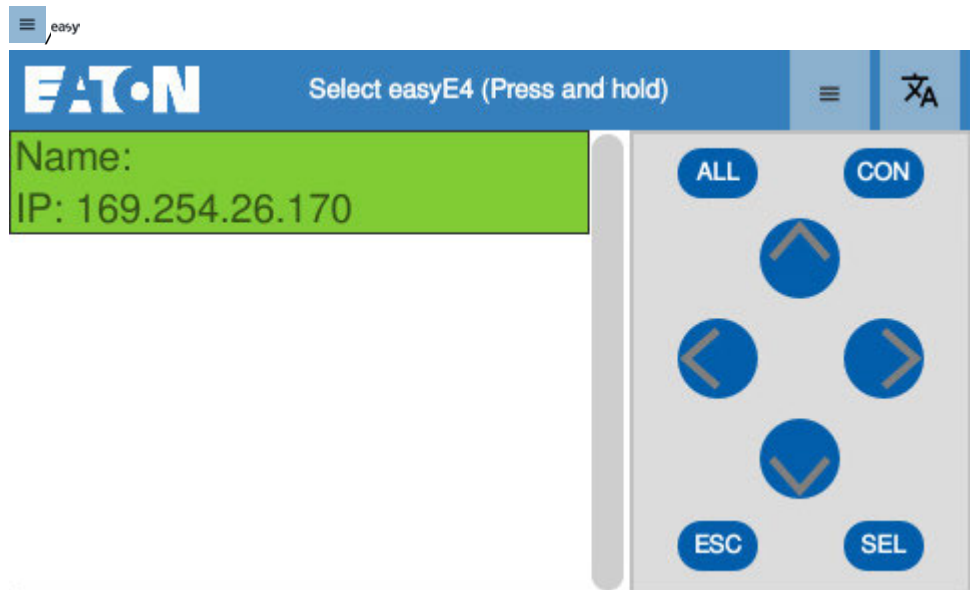 easy
EATON
Select easyE4 (Press and hold)
Name:
IP: 169.254.26.170
ALL
CON
ESC
SEL